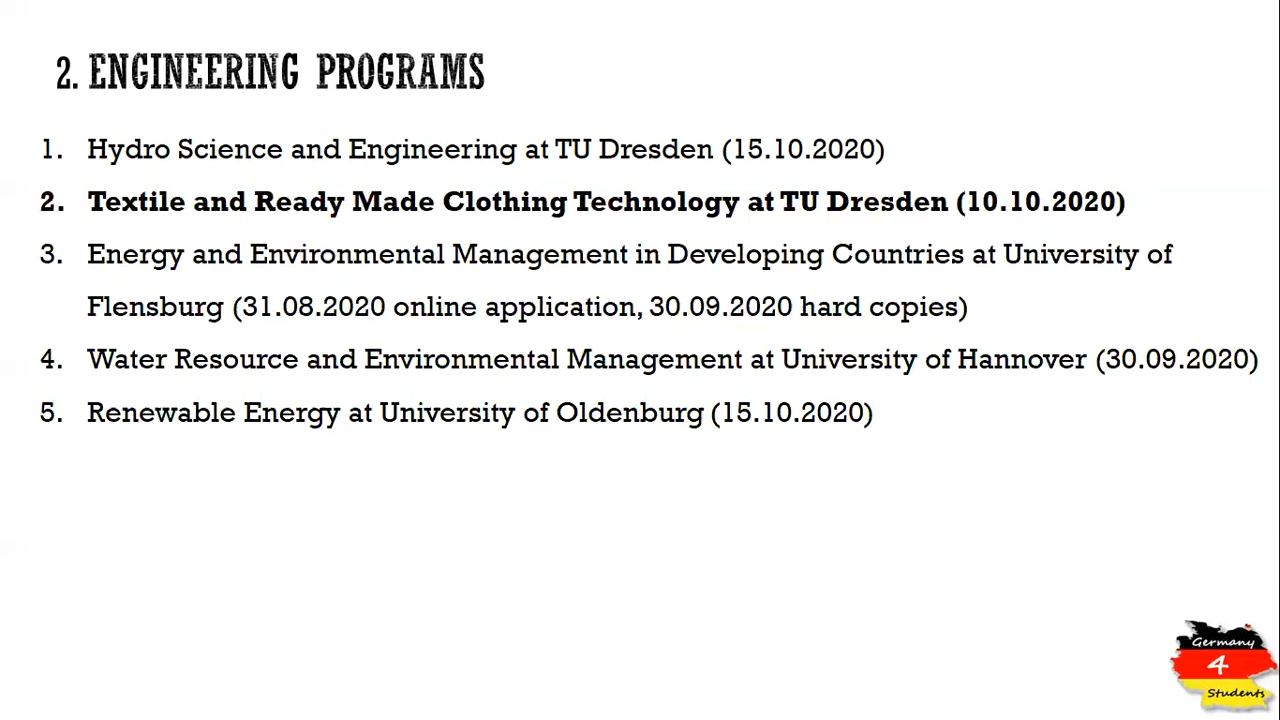 2. ENGINEERING PROGRAMS
1. Hydro Science and Engineering at TU Dresden (15.10.2020)
2. Textile and Ready Made Clothing Technology at TU Dresden (10.10.2020)
3. Energy and Environmental Management in Developing Countries at University of
Flensburg (31.08.2020 online application, 30.09.2020 hard copies)
4. Water Resource and Environmental Management at University of Hannover (30.09.2020)
5. Renewable Energy at University of Oldenburg (15.10.2020)
Germany
4
Students